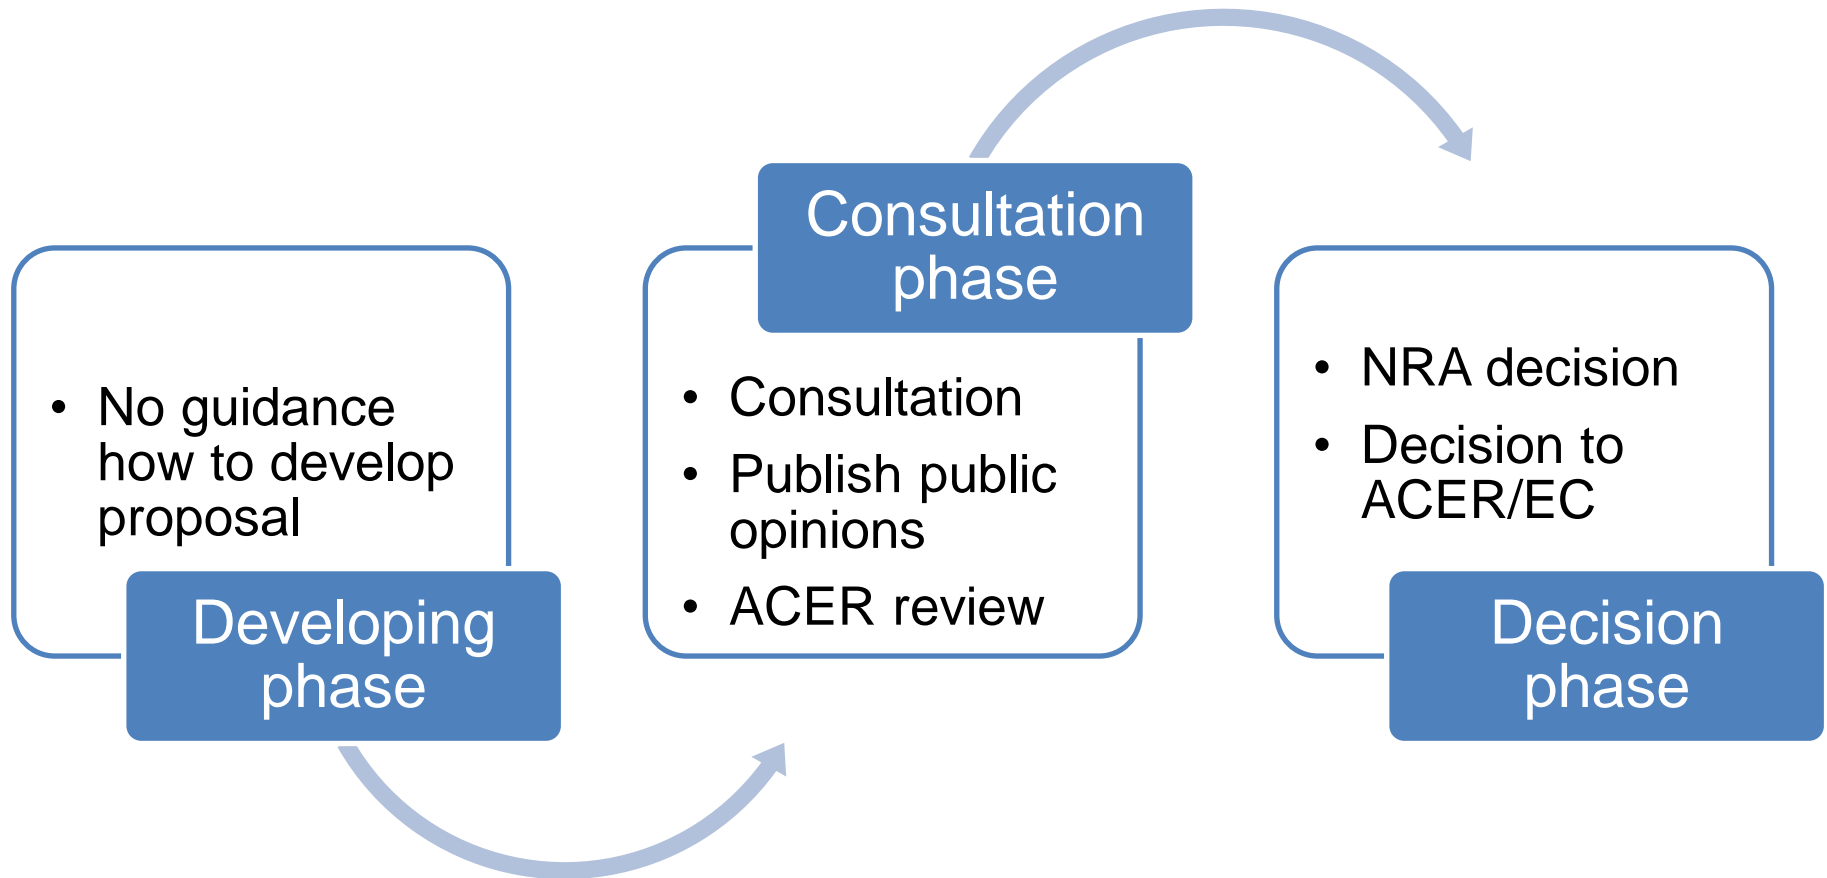 • No guidance
how to develop
proposal
Developing
phase
Consultation
phase
• Consultation
• Publish public
opinions
• ACER review
• NRA decision
• Decision to
ACER/EC
Decision
phase